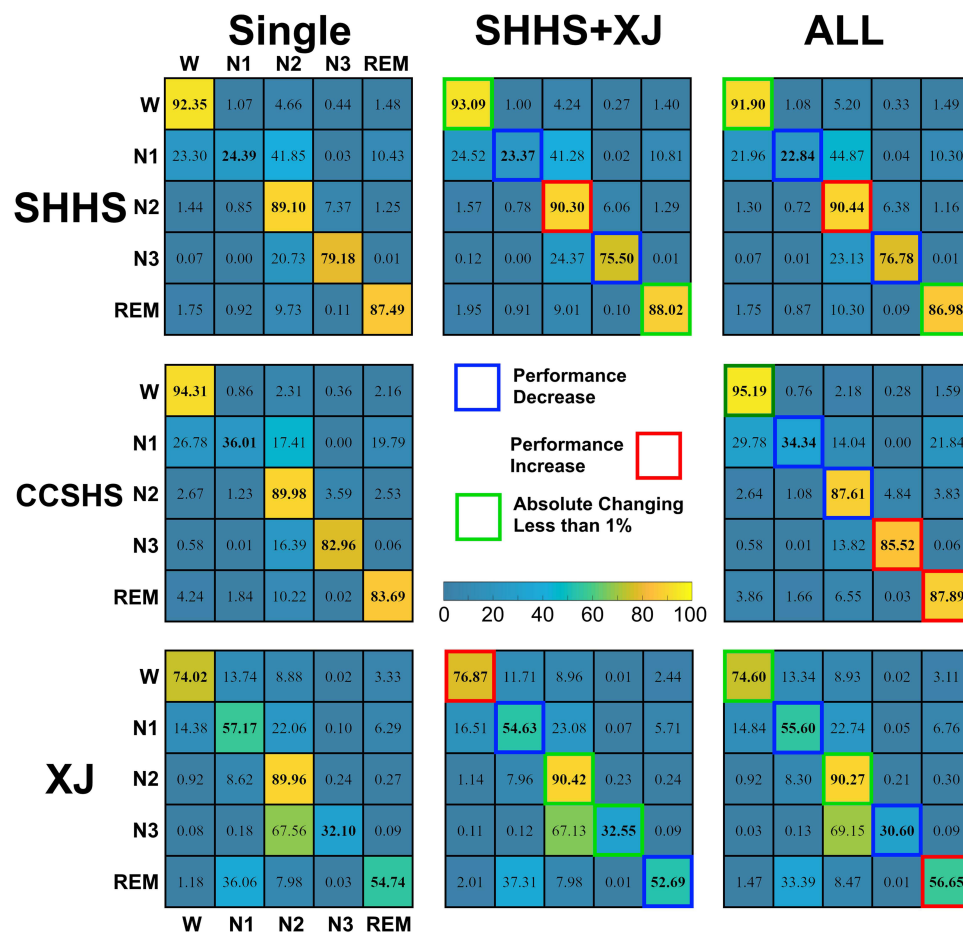 Single SHHS+XJ ALL
W N1 N2 N3 REM
SHHS
W 92.35 1.07 4.66 0.44 1.48 93.09 1.00 4.24 0.27 1.40 91.90 1.08 5.20 0.33 1.49
N1 23.30 24.39 41.85 0.03 10.43 24.52 23.37 41.28 0.02 10.81 21.96 22.84 44.87 0.04 10.30
N2 1.44 0.85 89.10 7.37 1.25 1.57 0.78 90.30 6.06 1.29 1.30 0.72 90.44 6.38 1.16
N3 0.07 0.00 20.73 79.18 0.01 0.12 0.00 24.37 75.50 0.01 0.07 0.01 23.13 76.78 0.01
REM 1.75 0.92 9.73 0.11 87.49 1.95 0.91 9.01 0.10 88.02 1.75 0.87 10.30 0.09 86.98
CCSHS
W 94.31 0.86 2.31 0.36 2.16 95.19 0.76 2.18 0.28 1.59
N1 26.78 36.01 17.41 0.00 19.79 29.78 34.34 14.04 0.00 21.84
N2 2.67 1.23 89.98 3.59 2.53 2.64 1.08 87.61 4.84 3.83
N3 0.58 0.01 16.39 82.96 0.06 0.58 0.01 13.82 85.52 0.06
REM 4.24 1.84 10.22 0.02 83.69 3.86 1.66 6.55 0.03 87.89
Performance
Decrease
Performance
Increase
Absolute Changing
Less than 1%
0 20 40 60 80 100
XJ
W 74.02 13.74 8.88 0.02 3.33 76.87 11.71 8.96 0.01 2.44 74.60 13.34 8.93 0.02 3.11
N1 14.38 57.17 22.06 0.10 6.29 16.51 54.63 23.08 0.07 5.71 14.84 55.60 22.74 0.05 6.76
N2 0.92 8.62 89.96 0.24 0.27 1.14 7.96 90.42 0.23 0.24 0.92 8.30 90.27 0.21 0.30
N3 0.08 0.18 67.56 32.10 0.09 0.11 0.12 67.13 32.55 0.09 0.03 0.13 69.15 30.60 0.09
REM 1.18 36.06 7.98 0.03 54.74 2.01 37.31 7.98 0.01 52.69 1.47 33.39 8.47 0.01 56.65
W N1 N2 N3 REM